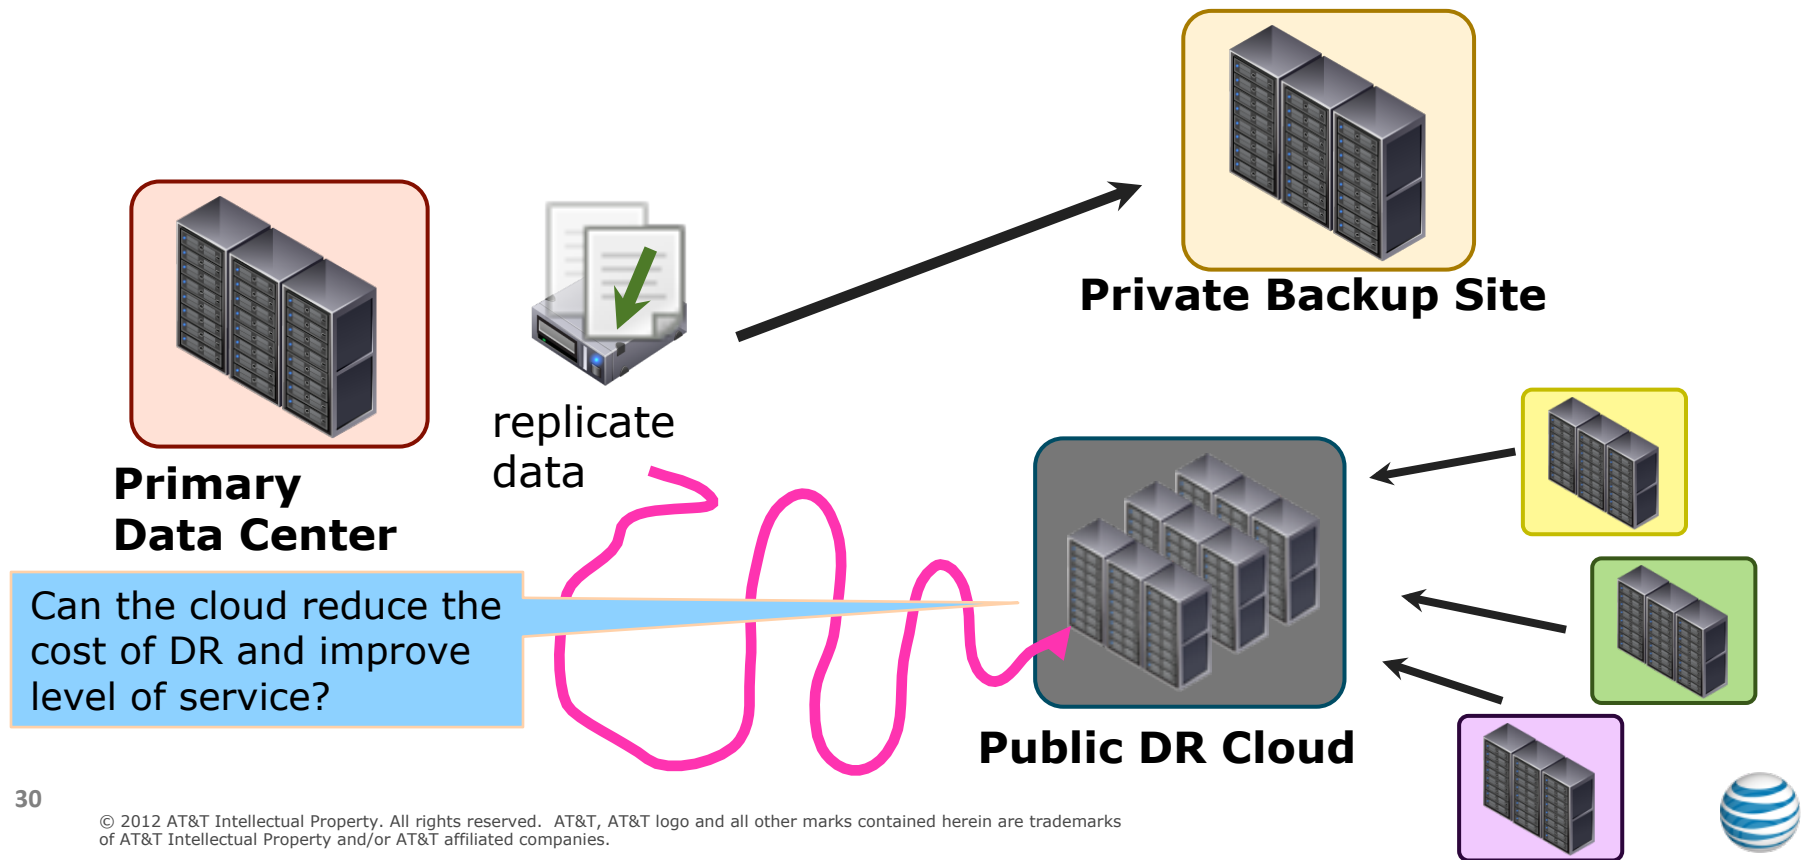 Private Backup Site
replicate
data
Primary
Data Center
Can the cloud reduce the
cost of DR and improve
level of service?
Public DR Cloud
30
© 2012 AT&T Intellectual Property. All rights reserved. AT&T, AT&T logo and all other marks contained herein are trademarks
of AT&T Intellectual Property and/or AT&T affiliated companies.